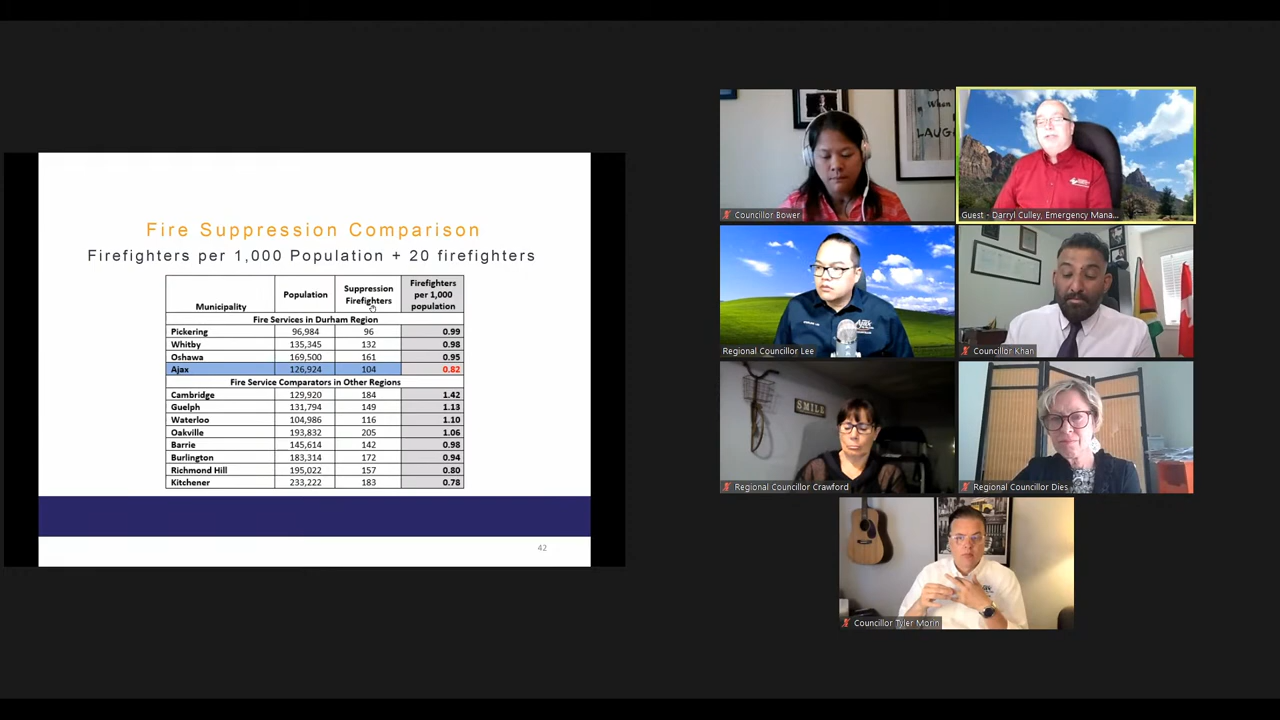 Fire Suppression Comparison
Firefighters per 1,000 Population + 20 firefighters
Municipality Population Suppression Firefighters Firefighters per 1,000 population
Fire Services in Durham Region
Pickering 96,984 96 0.99
Whitby 135,345 132 0.98
Oshawa 169,500 161 0.95
Ajax 126,924 104 0.82
Fire Service Comparators in Other Regions
Cambridge 129,920 184 1.42
Guelph 131,794 149 1.13
Waterloo 104,986 116 1.10
Oakville 193,832 205 1.06
Barrie 145,614 142 0.98
Burlington 183,314 172 0.94
Richmond Hill 195,022 157 0.80
Kitchener 233,222 183 0.78
42
When
LAUGH
Councillor Bower
Guest - Darryl Culley, Emergency Mana...
Regional Councillor Lee
Councillor Khan
SMILE
Regional Councillor Crawford
Regional Councillor Dies
Councillor Tyler Morin